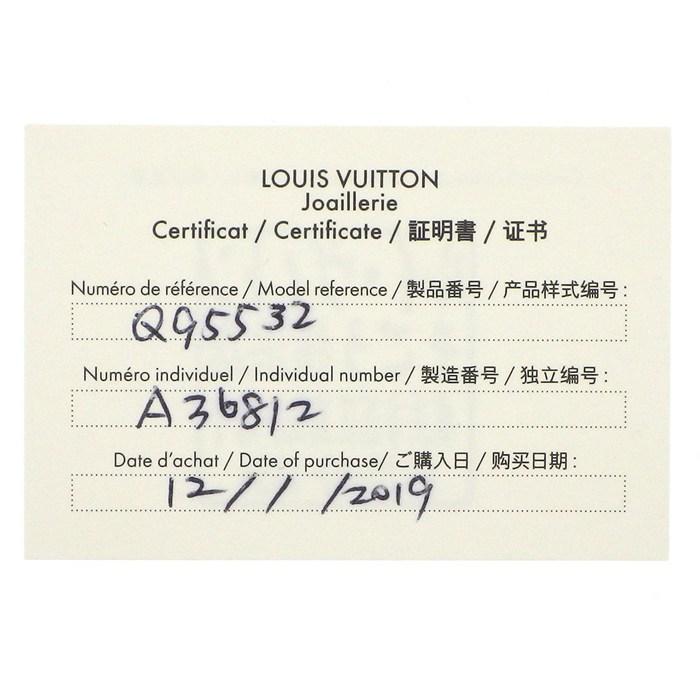 LOUIS VUITTON
Joaillerie
Certificat / Certificate / 証明書 / 证书
Numéro de référence / Model reference / 製品番号 / 产品样式编号 :
Q95532
Numéro individuel / Individual number / 製造番号 / 独立编号 :
A36812
Date d'achat / Date of purchase/ ご購入日 / 购买日期 :
12/1/2019